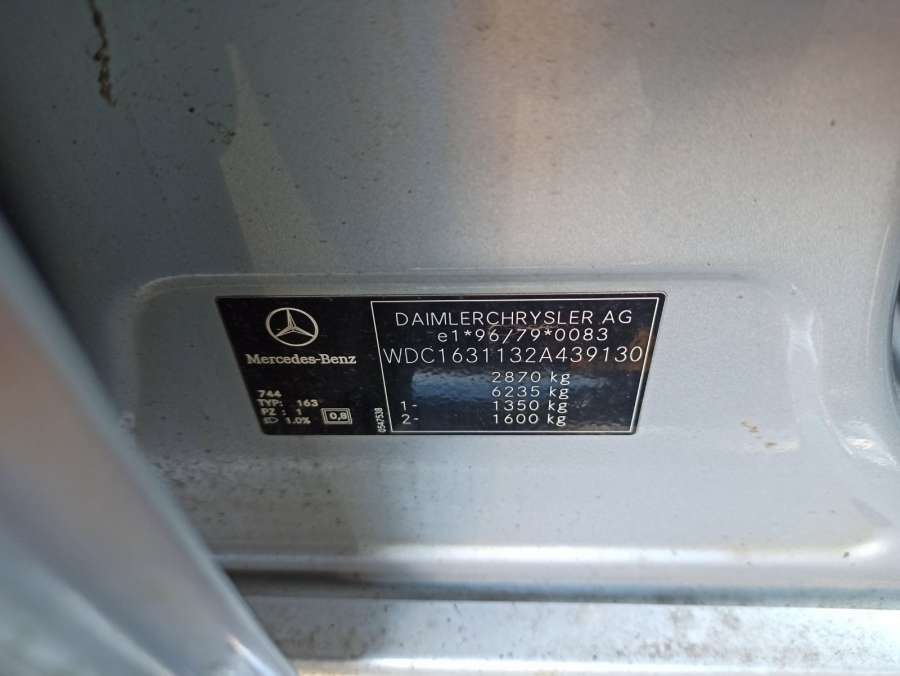 Mercedes-Benz
744
TYP: 163
PZ : 1
1.0%
0,8
0547538
DAIMLERCHRYSLER AG
e1*96/79*0083
WDC1631132A439130
2870 kg
6235 kg
1- 1350 kg
2- 1600 kg